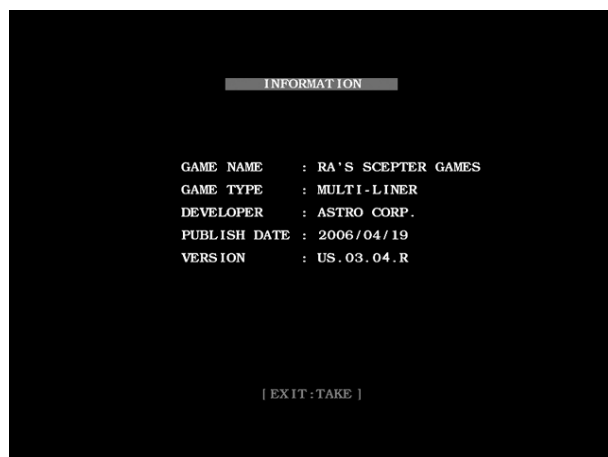 INFORMATION
GAME NAME : RA'S SCEPTER GAMES
GAME TYPE : MULTI-LINER
DEVELOPER : ASTRO CORP.
PUBLISH DATE : 2006/04/19
VERSION : US.03.04.R
[ EXIT:TAKE ]